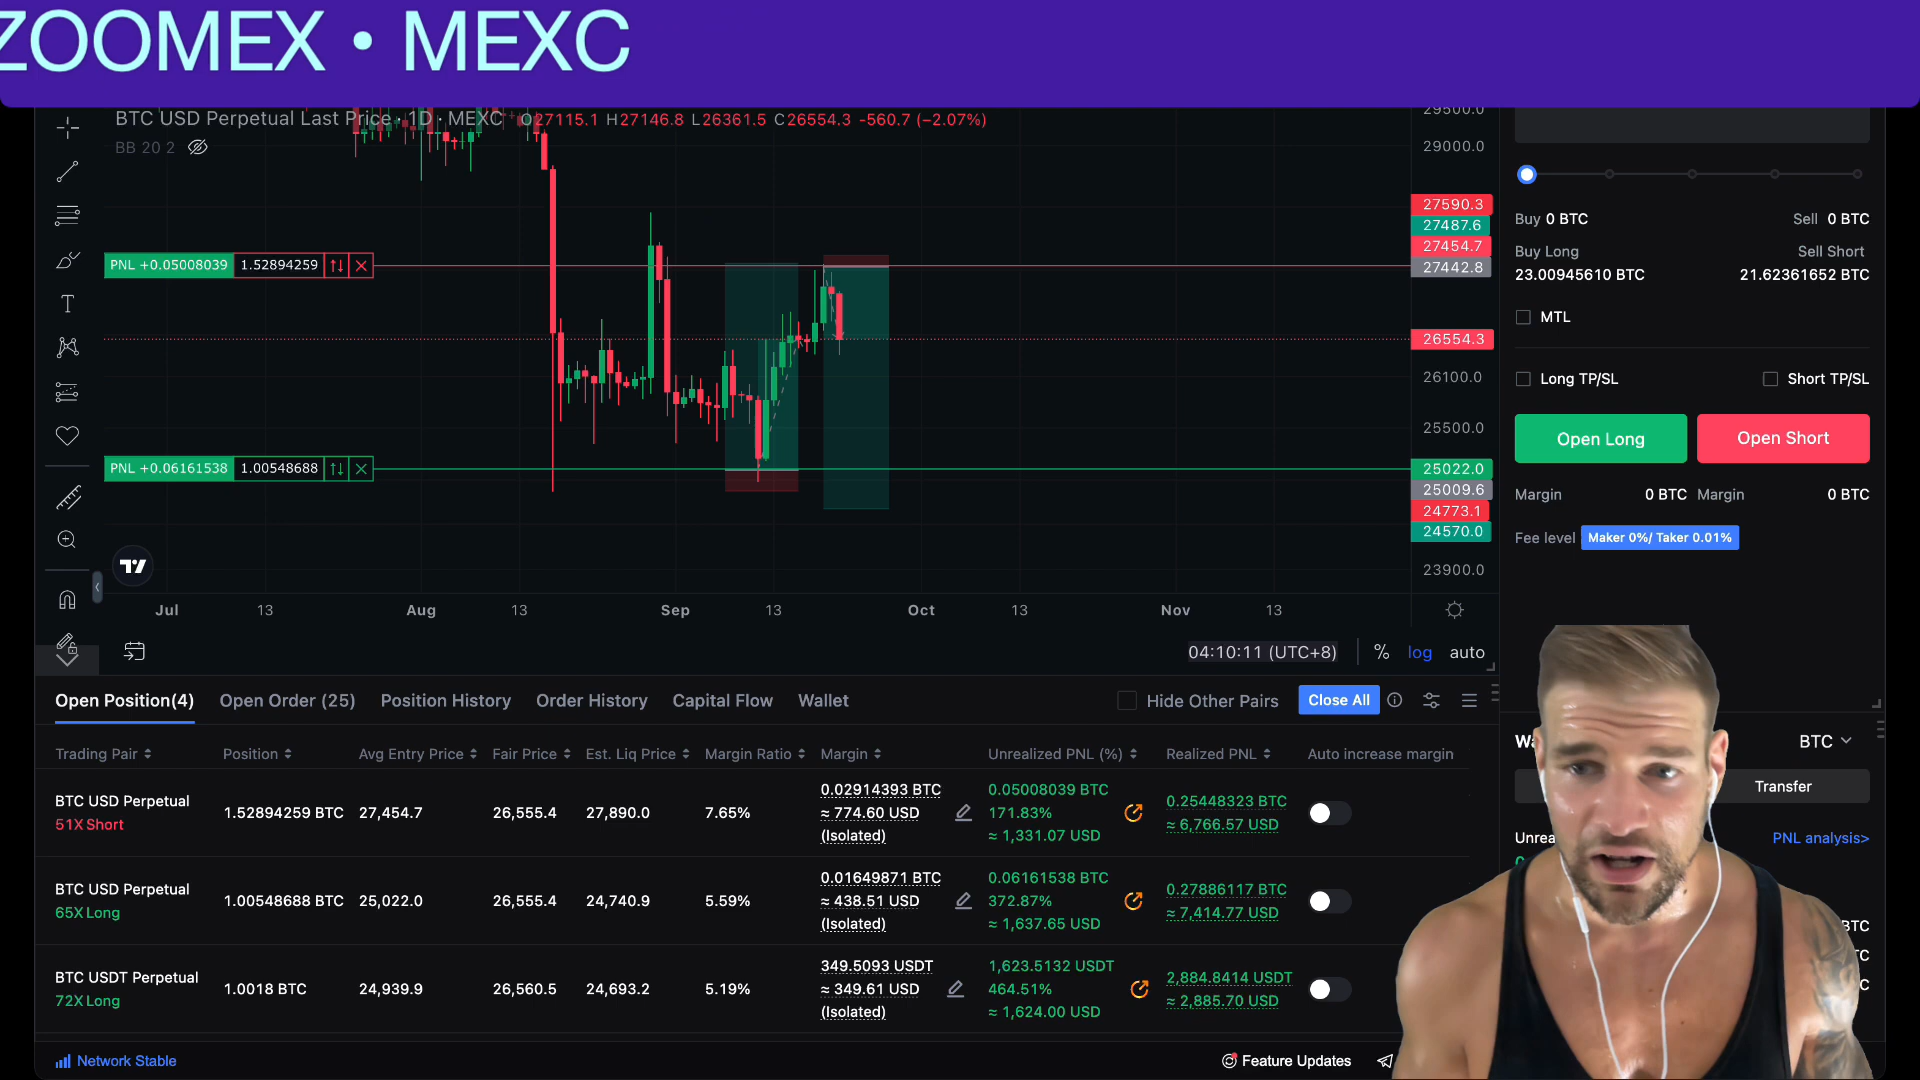 ZOOMEX • MEXC
BTC USD Perpetual Last Price · 1D · MEXC O27115.1 H27146.8 L26361.5 C26554.3 -560.7 (−2.07%)
BB 20 2
29500.0
29000.0
27590.3
27487.6
27454.7
27442.8
26554.3
26100.0
25500.0
25022.0
25009.6
24773.1
24570.0
23900.0
PNL +0.05008039 1.52894259
PNL +0.06161538 1.00548688
Jul 13 Aug 13 Sep 13 Oct 13 Nov 13
04:10:11 (UTC+8) % log auto
Buy 0 BTC Sell 0 BTC
Buy Long Sell Short
23.00945610 BTC 21.62361652 BTC
MTL
Long TP/SL Short TP/SL
Open Long Open Short
Margin 0 BTC Margin 0 BTC
Fee level Maker 0%/ Taker 0.01%
Open Position(4) Open Order (25) Position History Order History Capital Flow Wallet Hide Other Pairs Close All
Trading Pair Position Avg Entry Price Fair Price Est. Liq Price Margin Ratio Margin Unrealized PNL (%) Realized PNL Auto increase margin
BTC USD Perpetual
51X Short
1.52894259 BTC 27,454.7 26,555.4 27,890.0 7.65%
0.02914393 BTC
≈ 774.60 USD
(Isolated)
0.05008039 BTC
171.83%
≈ 1,331.07 USD
0.25448323 BTC
≈ 6,766.57 USD
BTC USD Perpetual
65X Long
1.00548688 BTC 25,022.0 26,555.4 24,740.9 5.59%
0.01649871 BTC
≈ 438.51 USD
(Isolated)
0.06161538 BTC
372.87%
≈ 1,637.65 USD
0.27886117 BTC
≈ 7,414.77 USD
BTC USDT Perpetual
72X Long
1.0018 BTC 24,939.9 26,560.5 24,693.2 5.19%
349.5093 USDT
≈ 349.61 USD
(Isolated)
1,623.5132 USDT
464.51%
≈ 1,624.00 USD
2,884.8414 USDT
≈ 2,885.70 USD
BTC
Transfer
Unrea
PNL analysis>
BTC
Network Stable
Feature Updates